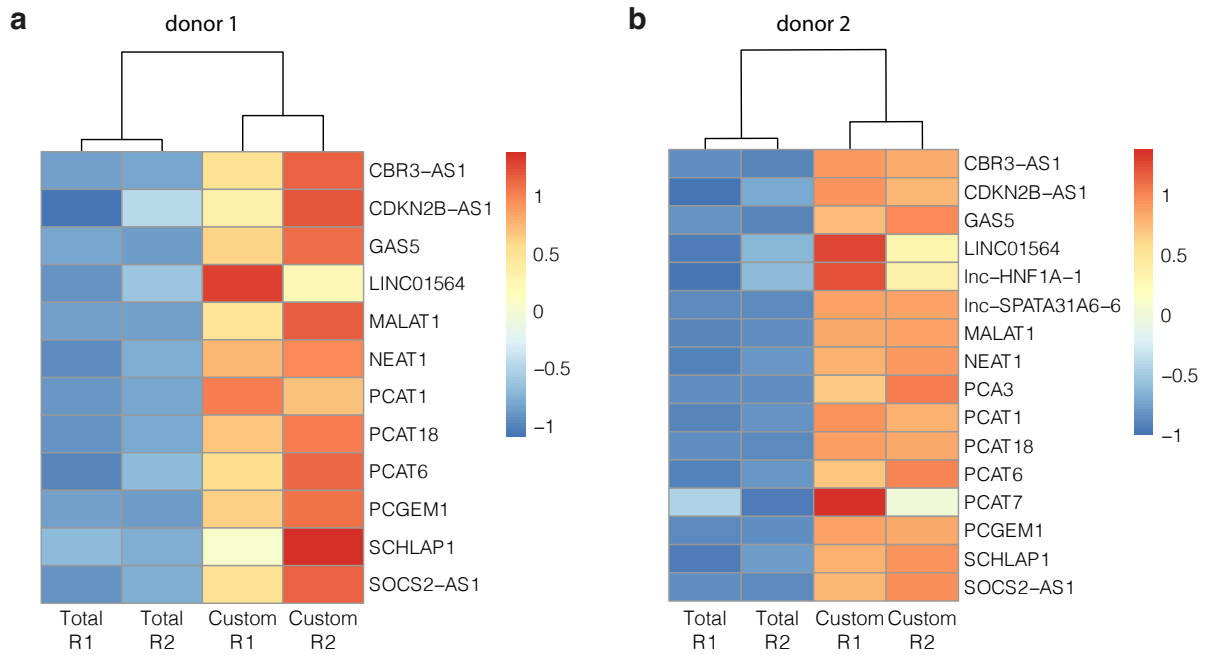 a
donor 1
CBR3−AS1
CDKN2B−AS1
GAS5
LINC01564
MALAT1
NEAT1
PCAT1
PCAT18
PCAT6
PCGEM1
SCHLAP1
SOCS2−AS1
1
0.5
0
−0.5
−1
Total Total Custom Custom
R1 R2 R1 R2
b
donor 2
CBR3−AS1
CDKN2B−AS1
GAS5
LINC01564
lnc−HNF1A−1
lnc−SPATA31A6−6
MALAT1
NEAT1
PCA3
PCAT1
PCAT18
PCAT6
PCAT7
PCGEM1
SCHLAP1
SOCS2−AS1
1
0.5
0
−0.5
−1
Total Total Custom Custom
R1 R2 R1 R2